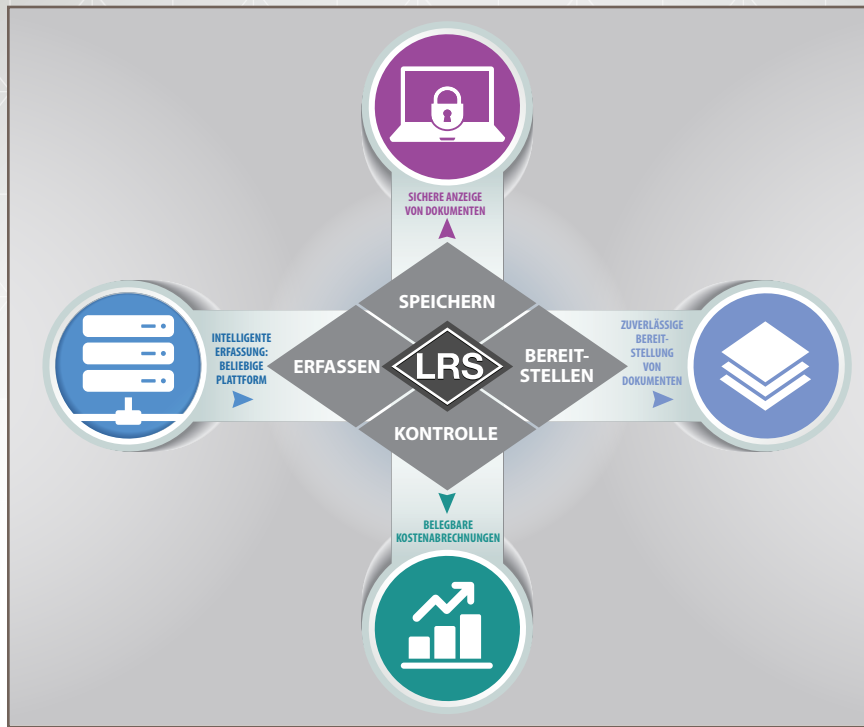 SICHERE ANZEIGE
VON DOKUMENTEN
SPEICHERN
INTELLIGENTE
ERFASSUNG:
BELIEBIGE
PLATTFORM
ERFASSEN
LRS
BEREIT-
STELLEN
ZUVERLÄSSIGE
BEREIT-
STELLUNG
VON
DOKUMENTEN
KONTROLLE
BELEGBARE
KOSTENABRECHNUNGEN